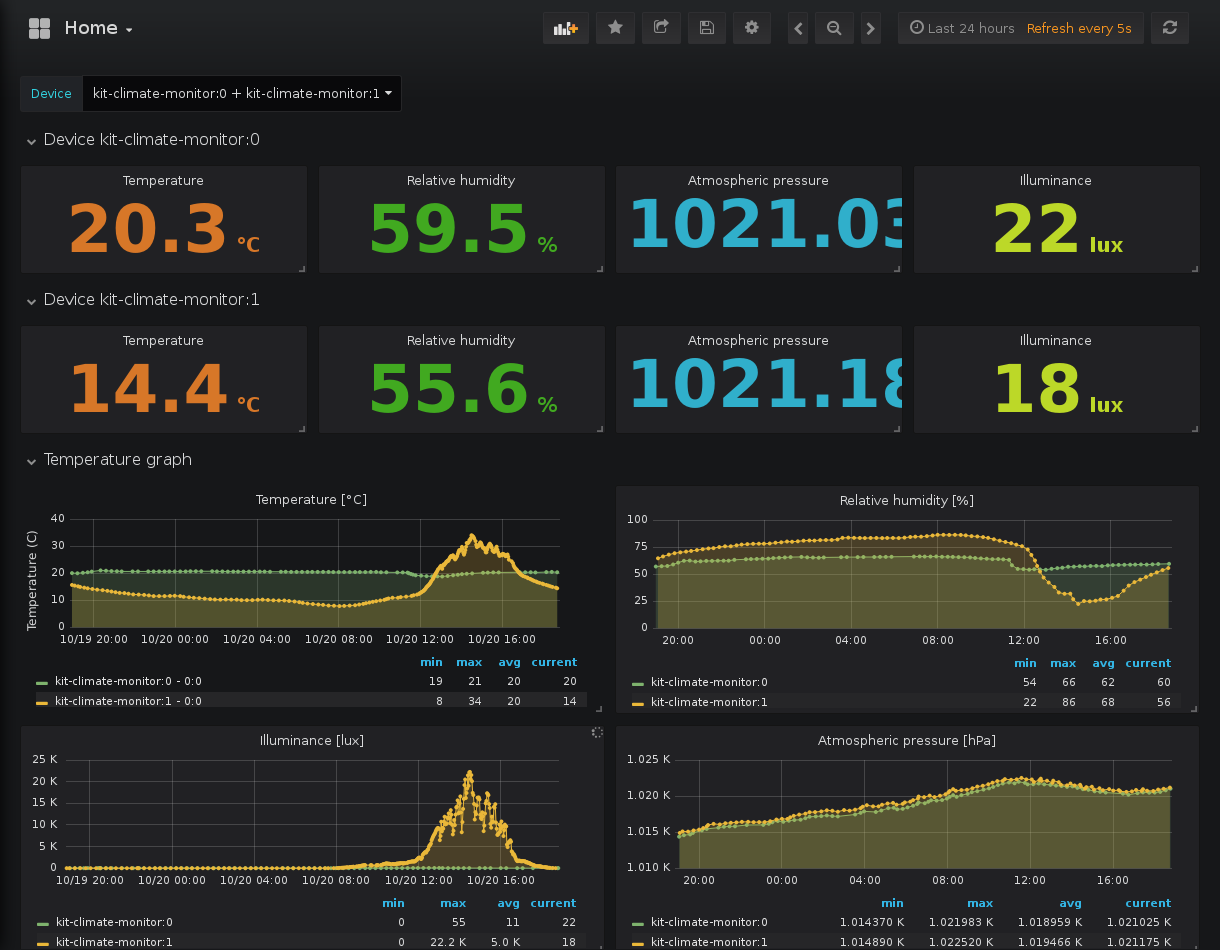 Home
Last 24 hours Refresh every 5s
Device kit-climate-monitor:0 + kit-climate-monitor:1
Device kit-climate-monitor:0
Temperature Relative humidity Atmospheric pressure Illuminance
20.3 °C 59.5 % 1021.03 22 lux
Device kit-climate-monitor:1
Temperature Relative humidity Atmospheric pressure Illuminance
14.4 °C 55.6 % 1021.18 18 lux
Temperature graph
Temperature [°C]
Temperature (C)
40
30
20
10
0
10/19 20:00 10/20 00:00 10/20 04:00 10/20 08:00 10/20 12:00 10/20 16:00
min max avg current
kit-climate-monitor:0 - 0:0 19 21 20 20
kit-climate-monitor:1 - 0:0 8 34 20 14
Relative humidity [%]
100
75
50
25
0
20:00 00:00 04:00 08:00 12:00 16:00
min max avg current
kit-climate-monitor:0 54 66 62 60
kit-climate-monitor:1 22 86 68 56
Illuminance [lux]
25 K
20 K
15 K
10 K
5 K
0
10/19 20:00 10/20 00:00 10/20 04:00 10/20 08:00 10/20 12:00 10/20 16:00
min max avg current
kit-climate-monitor:0 0 55 11 22
kit-climate-monitor:1 0 22.2 K 5.0 K 18
Atmospheric pressure [hPa]
1.025 K
1.020 K
1.015 K
1.010 K
20:00 00:00 04:00 08:00 12:00 16:00
min max avg current
kit-climate-monitor:0 1.014370 K 1.021983 K 1.018959 K 1.021025 K
kit-climate-monitor:1 1.014890 K 1.022520 K 1.019466 K 1.021175 K